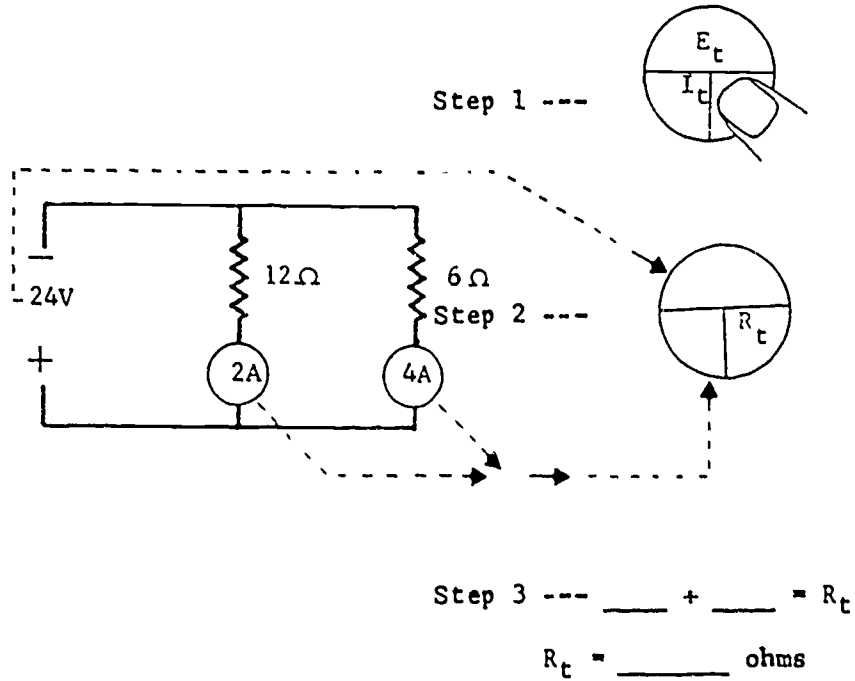 E_t
I_t
Step 1 ---
−
24V
+
12Ω
6Ω
2A
4A
Step 2 ---
R_t
Step 3 --- ____ + ____ = R_t
R_t = ________ ohms